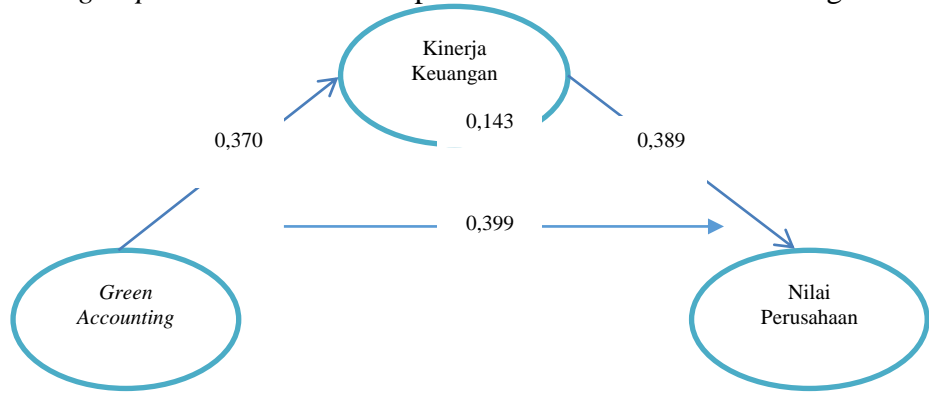 Kinerja
Keuangan
0,143
0,370
0,389
0,399
Green
Accounting
Nilai
Perusahaan